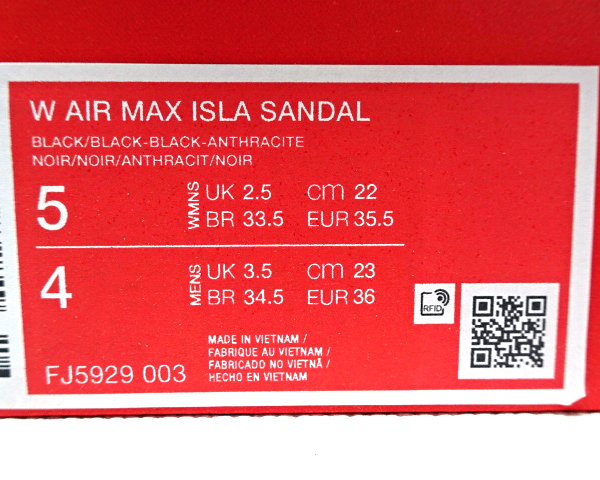 W AIR MAX ISLA SANDAL
BLACK/BLACK-BLACK-ANTHRACITE
NOIR/NOIR/ANTHRACIT/NOIR
5 WMNS UK 2.5 CM 22
BR 33.5 EUR 35.5
4 MENS UK 3.5 CM 23
BR 34.5 EUR 36
RFID
MADE IN VIETNAM /
FABRIQUE AU VIETNAM /
FABRICADO NO VIETNÃ /
HECHO EN VIETNAM
FJ5929 003